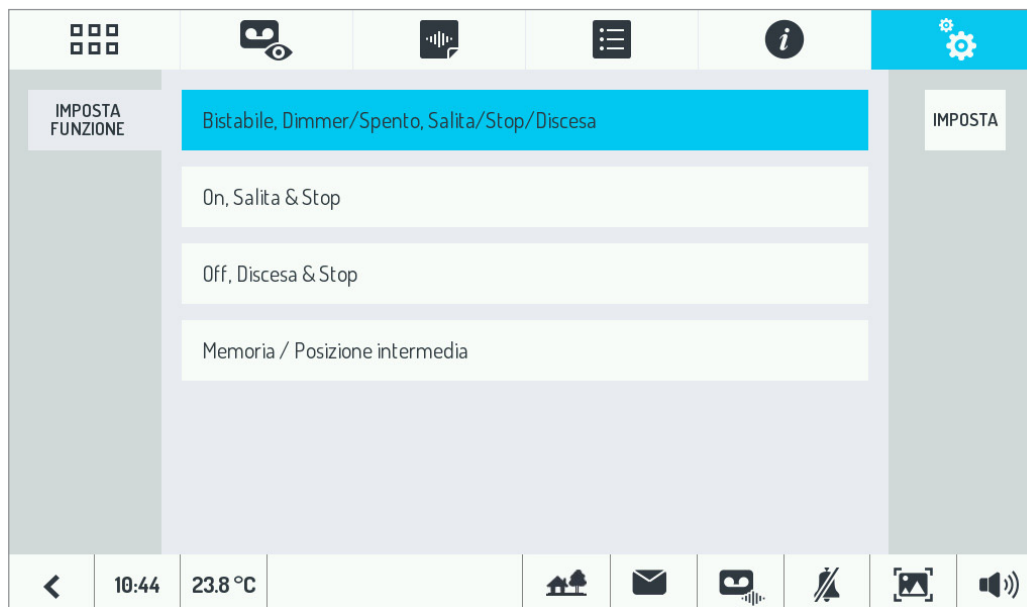 IMPOSTA
FUNZIONE
Bistabile, Dimmer/Spento, Salita/Stop/Discesa
IMPOSTA
On, Salita & Stop
Off, Discesa & Stop
Memoria / Posizione intermedia
10:44
23.8 °C